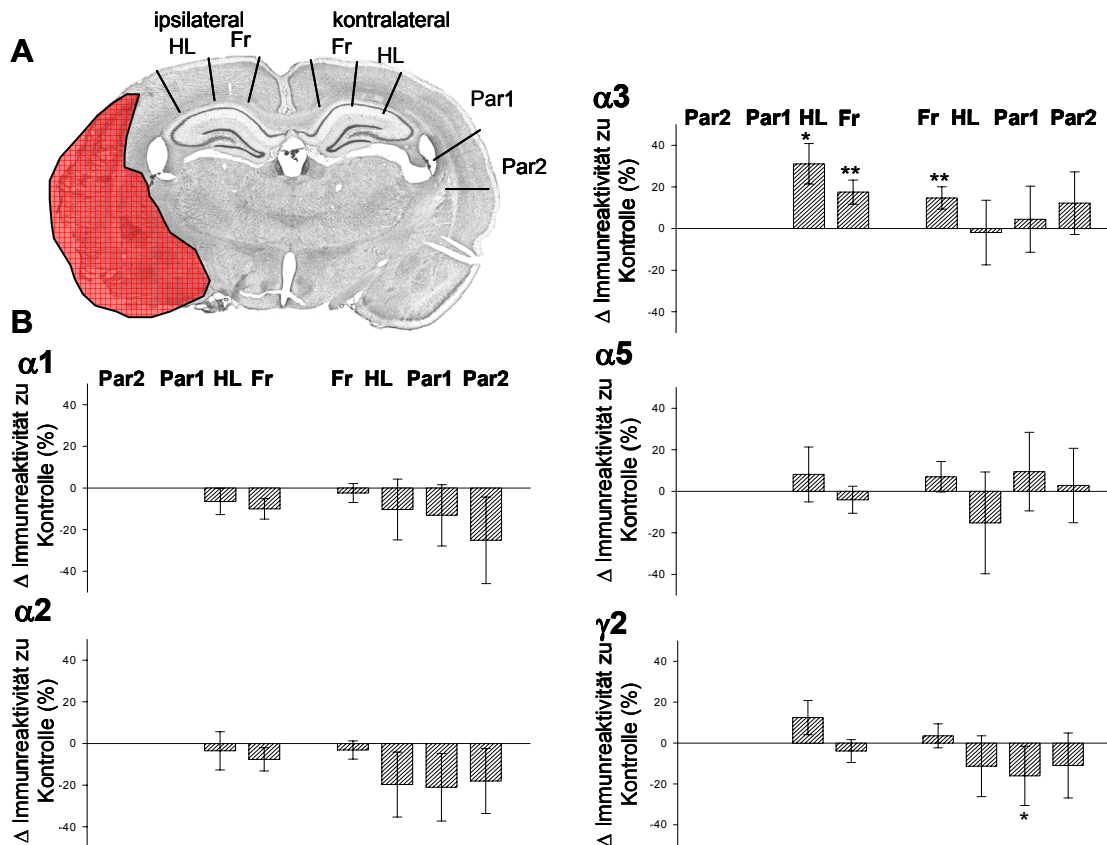 A
ipsilateral kontralateral
HL Fr Fr HL
Par1
Par2
B
α1
Par2 Par1 HL Fr Fr HL Par1 Par2
Δ Immunreaktivität zu
Kontrolle (%)
40
20
0
-20
-40
α2
Δ Immunreaktivität zu
Kontrolle (%)
40
20
0
-20
-40
α3
Par2 Par1 HL Fr Fr HL Par1 Par2
Δ Immunreaktivität zu
Kontrolle (%)
40
20
0
-20
-40
* ** **
α5
Δ Immunreaktivität zu
Kontrolle (%)
40
20
0
-20
-40
γ2
Δ Immunreaktivität zu
Kontrolle (%)
40
20
0
-20
-40
*